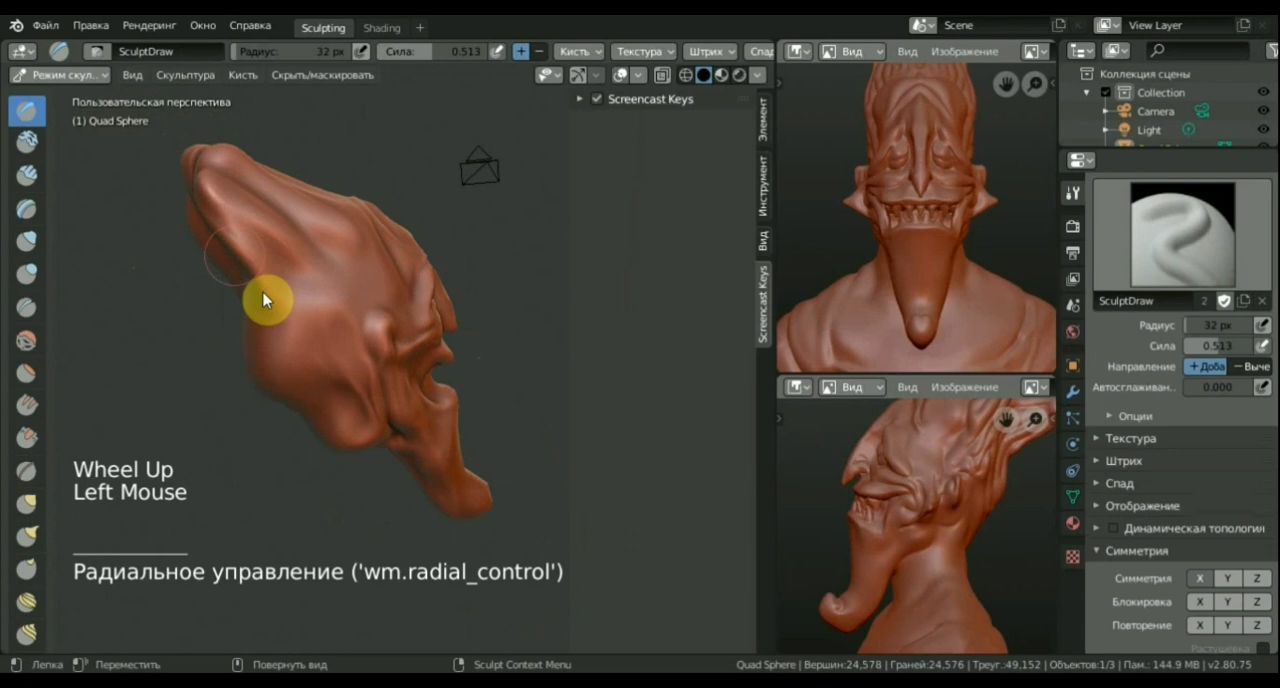 Файл Правка Рендеринг Окно Справка Sculpting Shading + Scene View Layer
SculptDraw Радиус: 32 px Сила: 0.513 + − Кисть Текстура Штрих Спад Вид Вид Изображение
Режим скул.. Вид Скульптура Кисть Скрыть/маскировать
Пользовательская перспектива
(1) Quad Sphere
Screencast Keys
Элемент
Инструмент
Вид
Screencast Keys
Wheel Up
Left Mouse
Радиальное управление ('wm.radial_control')
Вид Вид Изображение
Коллекция сцены
Collection
Camera
Light
SculptDraw 2
Радиус 32 px
Сила 0.513
Направление + Доба − Выче
Автосглаживан.. 0.000
Опции
Текстура
Штрих
Спад
Отображение
Динамическая топология
Симметрия
Симметрия X Y Z
Блокировка X Y Z
Повторение X Y Z
Растушевка
Лепка Переместить Повернуть вид Sculpt Context Menu Quad Sphere | Вершин:24,578 | Граней:24,576 | Треуг.:49,152 | Объектов:1/3 | Пам.: 144.9 MB | v2.80.75